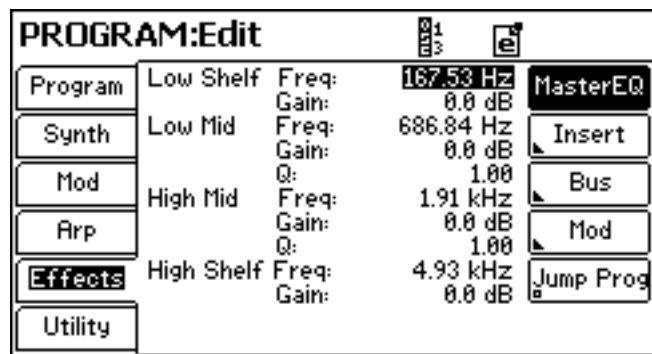 PROGRAM:Edit
Program
Synth
Mod
Arp
Effects
Utility
Low Shelf Freq: 167.53 Hz
Gain: 0.0 dB
Low Mid Freq: 686.84 Hz
Gain: 0.0 dB
Q: 1.00
High Mid Freq: 1.91 kHz
Gain: 0.0 dB
Q: 1.00
High Shelf Freq: 4.93 kHz
Gain: 0.0 dB
MasterEQ
Insert
Bus
Mod
Jump Prog